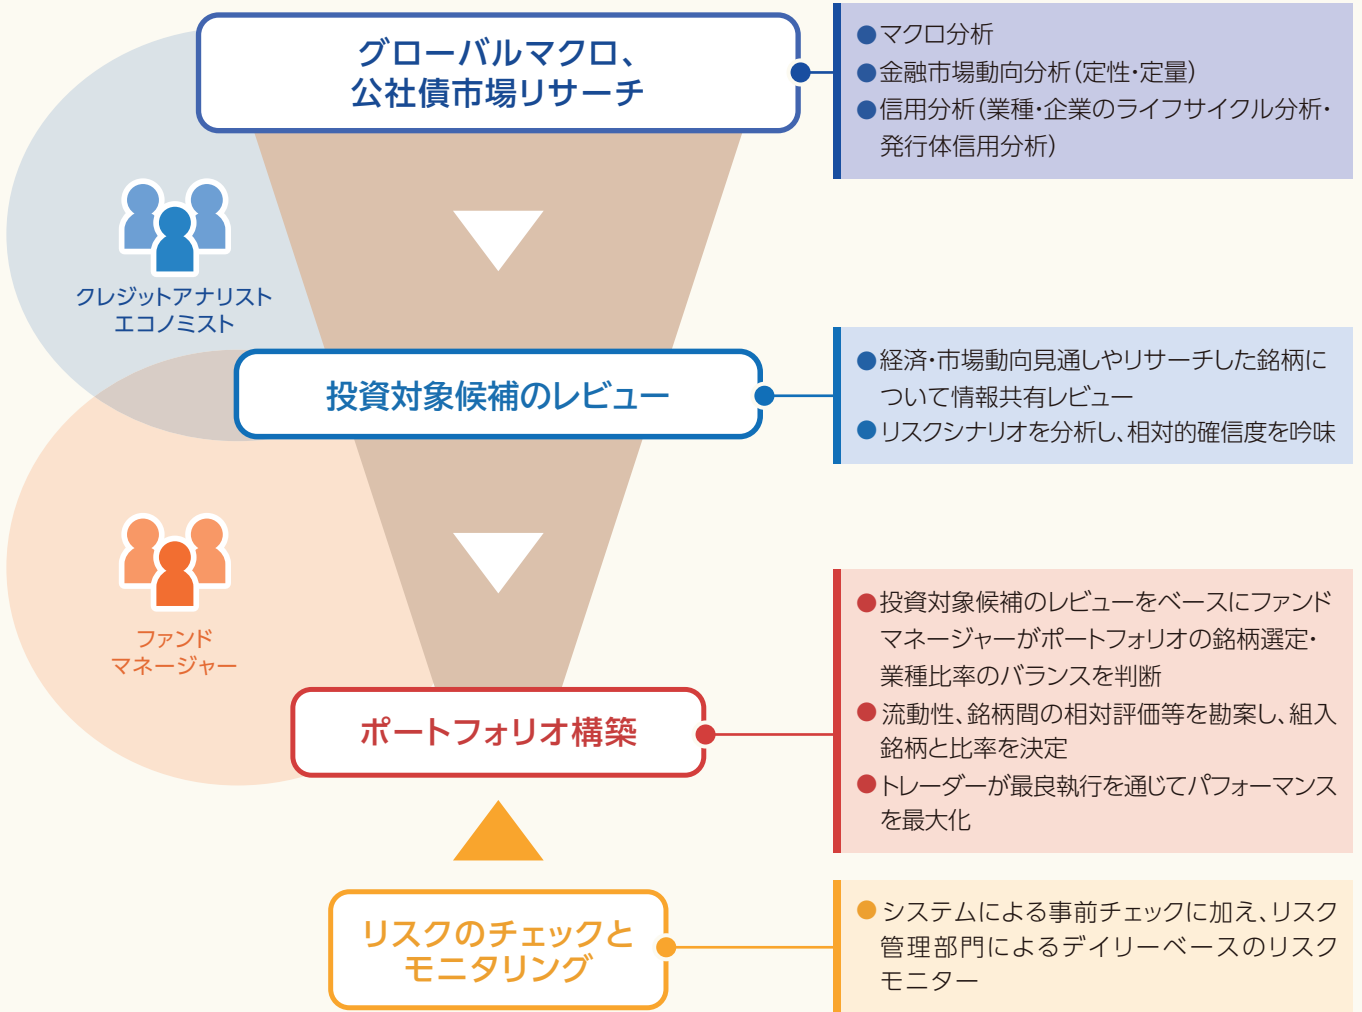 グローバルマクロ、
公社債市場リサーチ
●マクロ分析
●金融市場動向分析(定性・定量)
●信用分析(業種・企業のライフサイクル分析・
発行体信用分析)
クレジットアナリスト
エコノミスト
投資対象候補のレビュー
●経済・市場動向見通しやリサーチした銘柄に
ついて情報共有レビュー
●リスクシナリオを分析し、相対的確信度を吟味
ファンド
マネージャー
ポートフォリオ構築
●投資対象候補のレビューをベースにファンド
マネージャーがポートフォリオの銘柄選定・
業種比率のバランスを判断
●流動性、銘柄間の相対評価等を勘案し、組入
銘柄と比率を決定
●トレーダーが最良執行を通じてパフォーマンス
を最大化
リスクのチェックと
モニタリング
●システムによる事前チェックに加え、リスク
管理部門によるデイリーベースのリスク
モニター